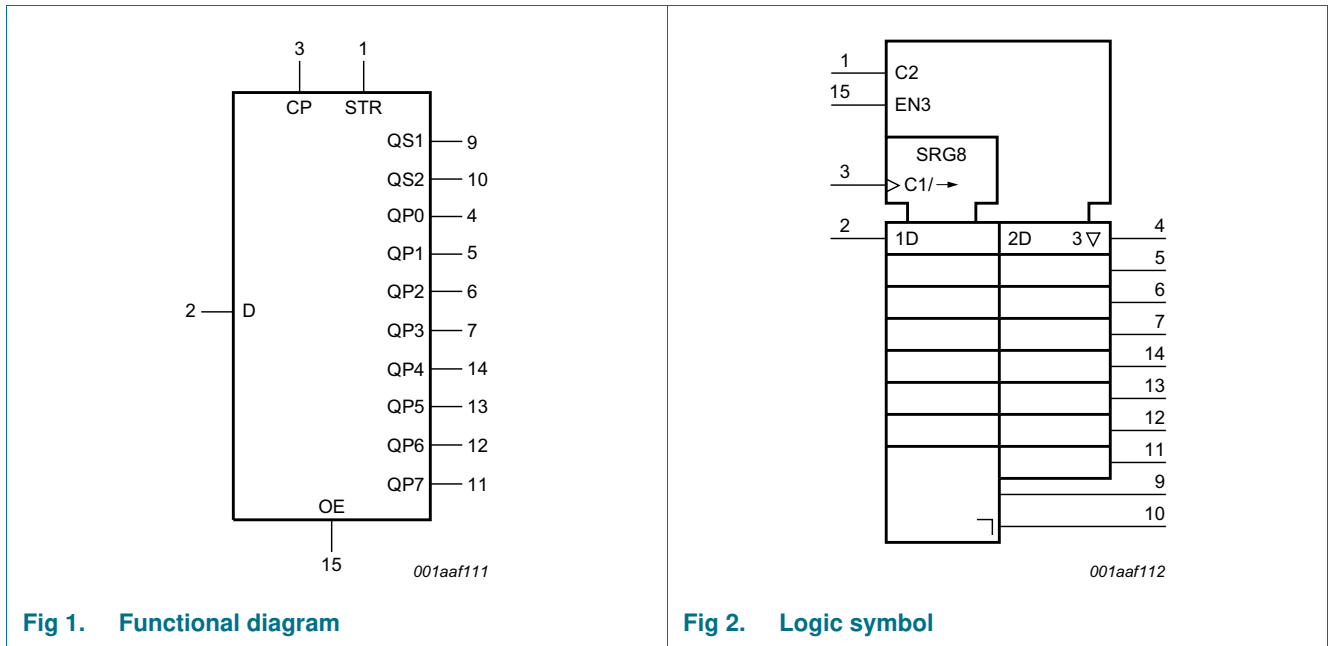 3 1
CP STR
QS1 9
QS2 10
QP0 4
QP1 5
QP2 6
2 D QP3 7
QP4 14
QP5 13
QP6 12
QP7 11
OE
15
001aaf111
Fig 1. Functional diagram
1 C2
15 EN3
SRG8
3 C1/→
2 1D 2D 3 ▽ 4
5
6
7
14
13
12
11
9
10
001aaf112
Fig 2. Logic symbol